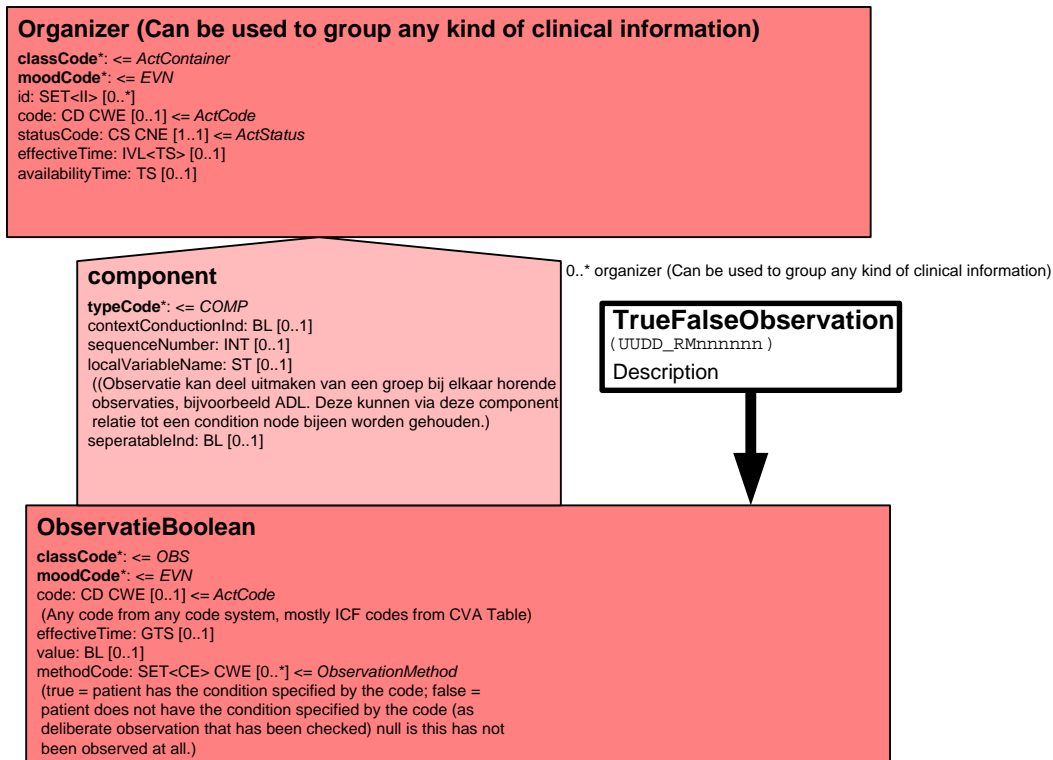 Organizer (Can be used to group any kind of clinical information)
classCode*: <= ActContainer
moodCode*: <= EVN
id: SET<II> [0..*]
code: CD CWE [0..1] <= ActCode
statusCode: CS CNE [1..1] <= ActStatus
effectiveTime: IVL<TS> [0..1]
availabilityTime: TS [0..1]
component
typeCode*: <= COMP
contextConductionInd: BL [0..1]
sequenceNumber: INT [0..1]
localVariableName: ST [0..1]
((Observatie kan deel uitmaken van een groep bij elkaar horende
observaties, bijvoorbeeld ADL. Deze kunnen via deze component
relatie tot een condition node bijeen worden gehouden.)
seperatableInd: BL [0..1]
0..* organizer (Can be used to group any kind of clinical information)
TrueFalseObservation
(UUDD_RMnnnnnn)
Description
ObservatieBoolean
classCode*: <= OBS
moodCode*: <= EVN
code: CD CWE [0..1] <= ActCode
(Any code from any code system, mostly ICF codes from CVA Table)
effectiveTime: GTS [0..1]
value: BL [0..1]
methodCode: SET<CE> CWE [0..*] <= ObservationMethod
(true = patient has the condition specified by the code; false =
patient does not have the condition specified by the code (as
deliberate observation that has been checked) null is this has not
been observed at all.)